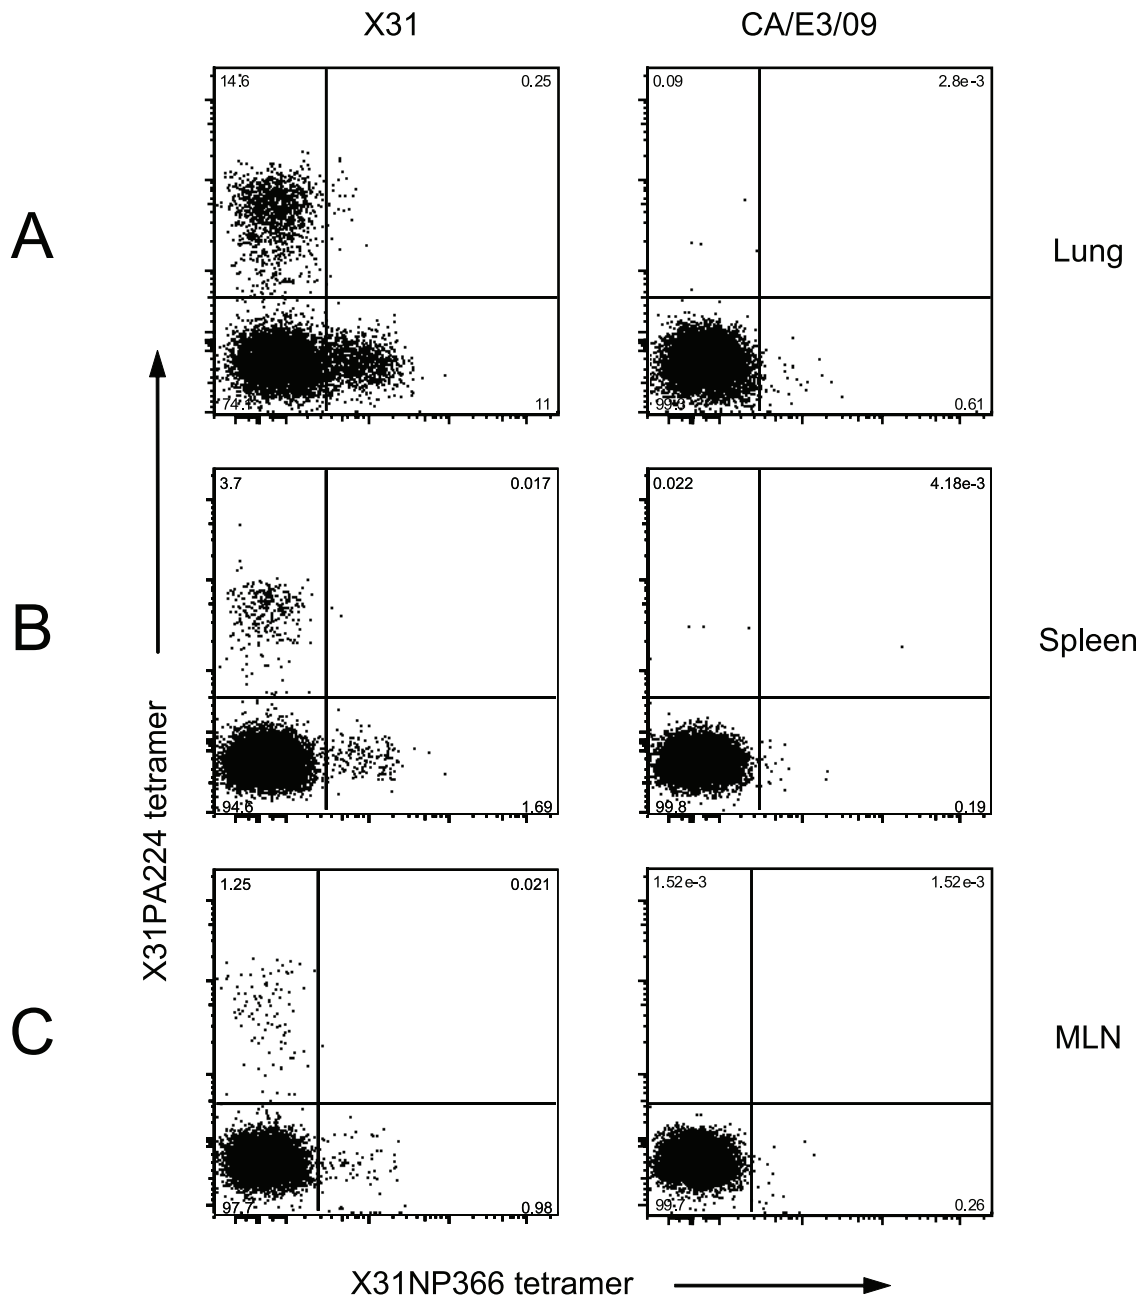 X31 CA/E3/09
14.6 0.25 0.09 2.8e-3
A Lung
11 99.3 0.61
3.7 0.017 0.022 4.18e-3
B Spleen
94.6 1.69 99.8 0.19
1.25 0.021 1.52e-3 1.52e-3
C MLN
97.7 0.98 99.7 0.26
X31PA224 tetramer
X31NP366 tetramer